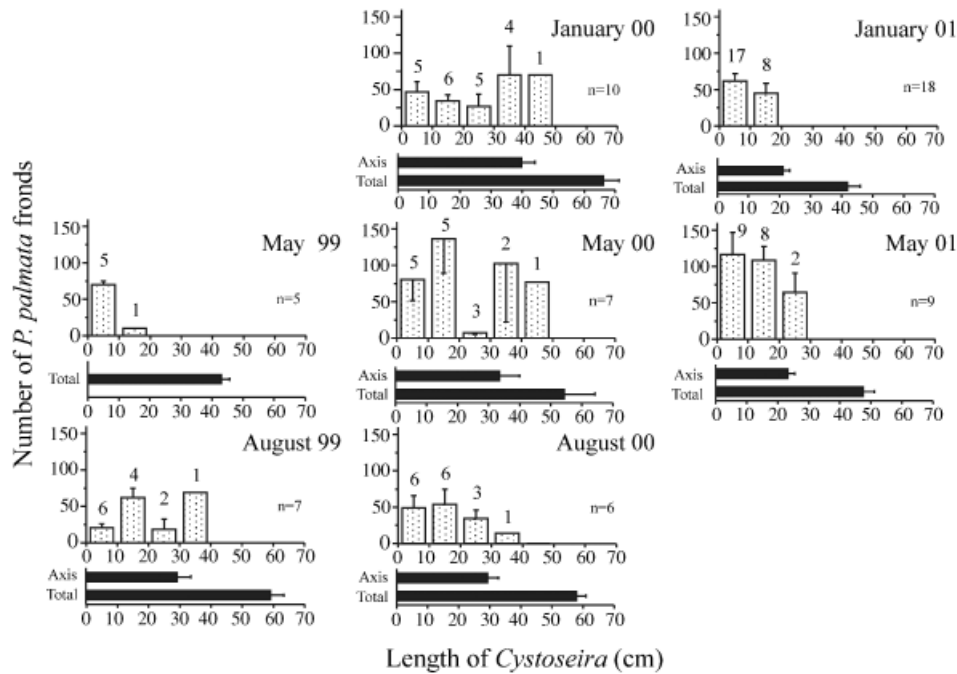 January 00
150
100
50
0
5 6 5 4 1
n=10
0 10 20 30 40 50 60 70
Axis
Total
0 10 20 30 40 50 60 70
January 01
150
100
50
0
17 8
n=18
0 10 20 30 40 50 60 70
Axis
Total
0 10 20 30 40 50 60 70
Number of P. palmata fronds
May 99
150
100
50
0
5 1
n=5
0 10 20 30 40 50 60 70
Total
0 10 20 30 40 50 60 70
May 00
150
100
50
0
5 5 3 2 1
n=7
0 10 20 30 40 50 60 70
Axis
Total
0 10 20 30 40 50 60 70
May 01
150
100
50
0
9 8 2
n=9
0 10 20 30 40 50 60 70
Axis
Total
0 10 20 30 40 50 60 70
August 99
150
100
50
0
6 4 2 1
n=7
0 10 20 30 40 50 60 70
Axis
Total
0 10 20 30 40 50 60 70
August 00
150
100
50
0
6 6 3 1
n=6
0 10 20 30 40 50 60 70
Axis
Total
0 10 20 30 40 50 60 70
Length of Cystoseira (cm)